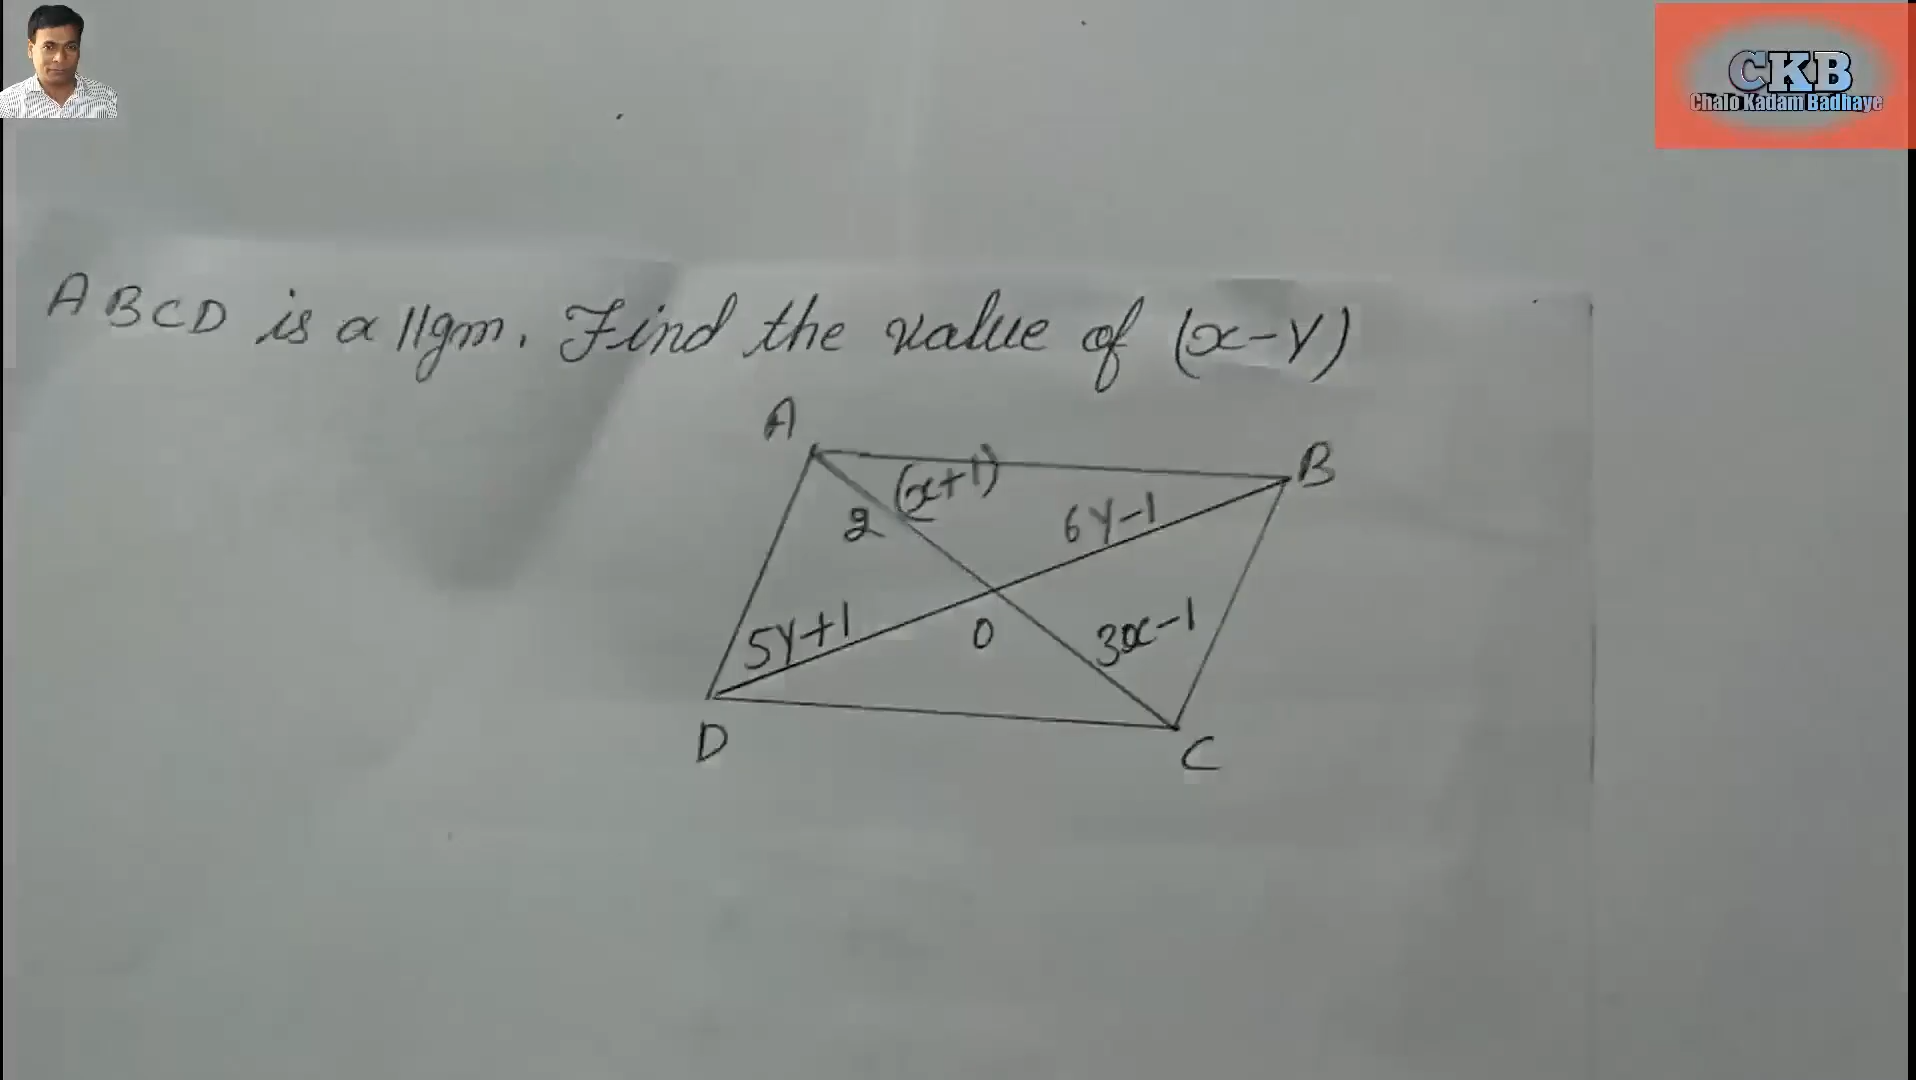 CKB
Chalo Kadam Badhaye
ABCD is a ||gm. Find the value of (x-y)
A
B
(x+1)
2
6y-1
5y+1
O
3x-1
D
C